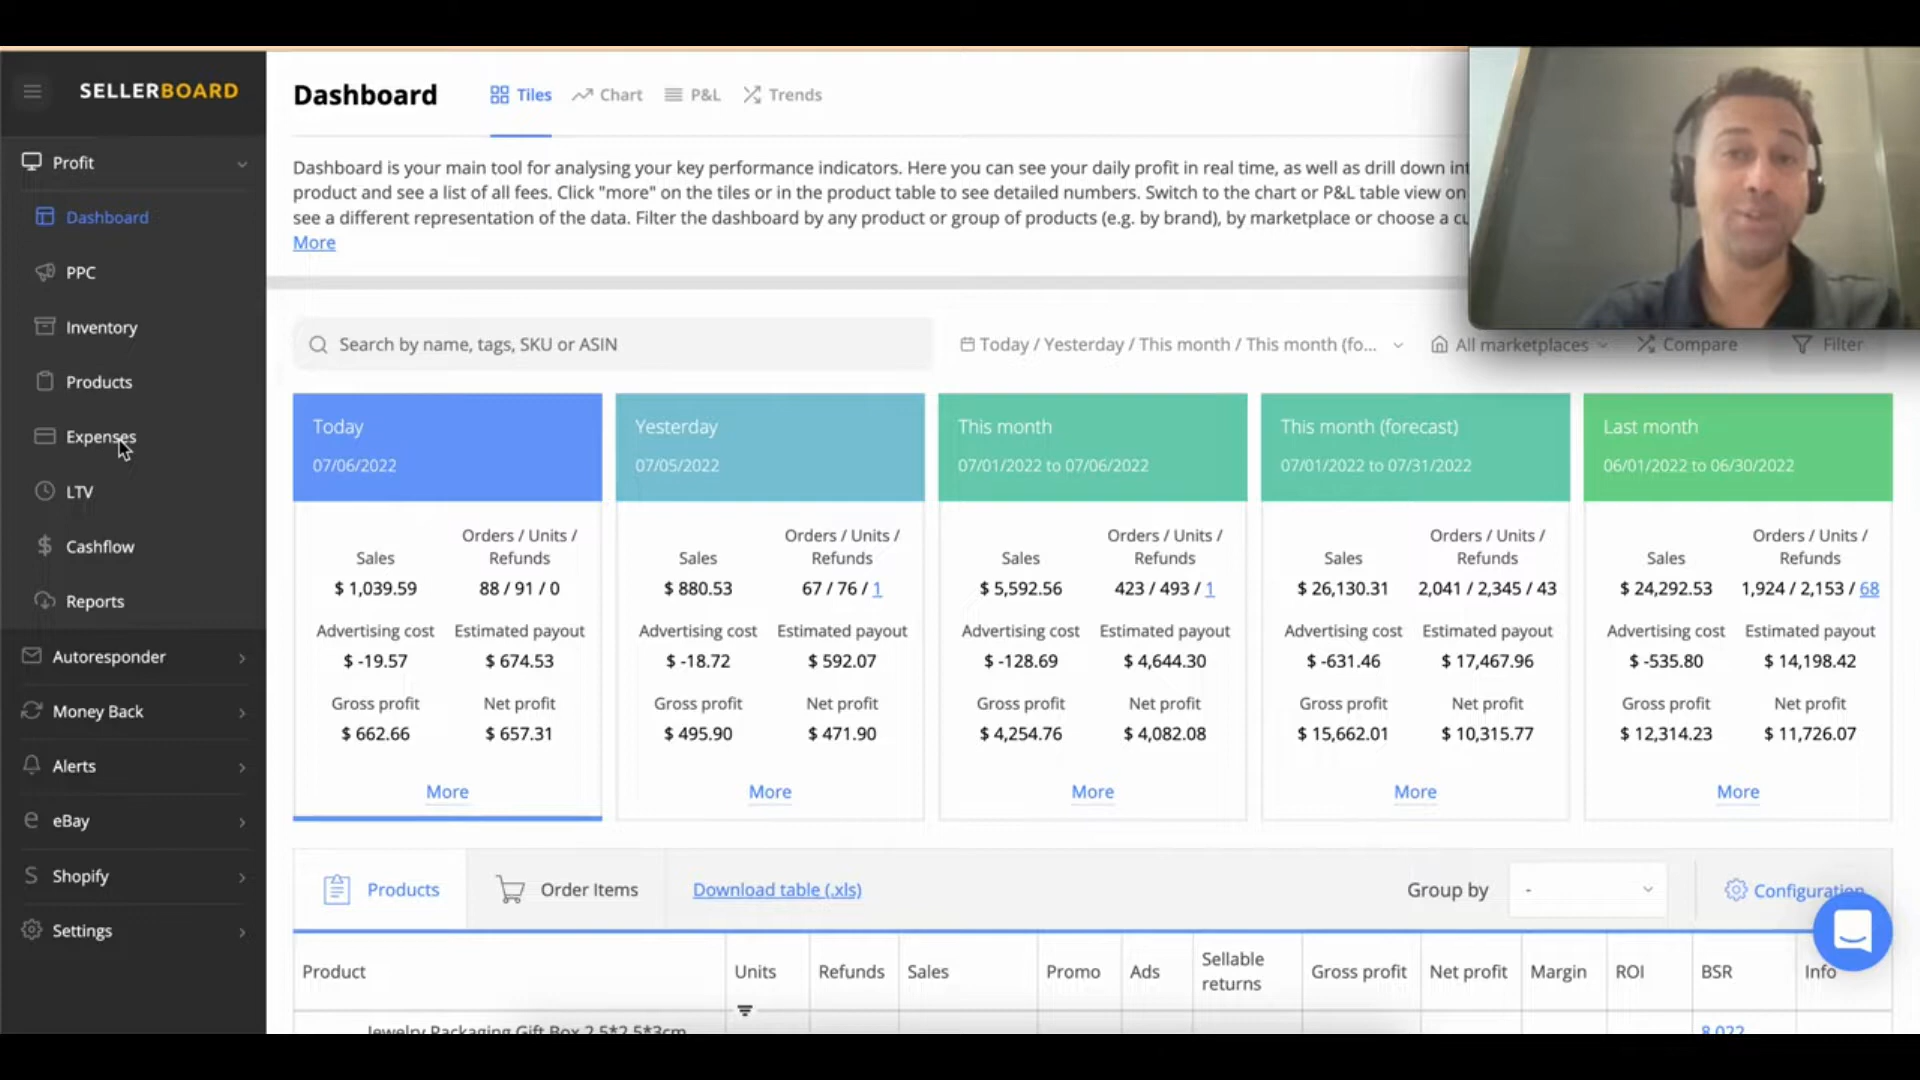 SELLERBOARD
Profit
Dashboard
PPC
Inventory
Products
Expenses
LTV
Cashflow
Reports
Autoresponder
Money Back
Alerts
eBay
Shopify
Settings
Dashboard
Tiles
Chart
P&L
Trends
Dashboard is your main tool for analysing your key performance indicators. Here you can see your daily profit in real time, as well as drill down
product and see a list of all fees. Click "more" on the tiles or in the product table to see detailed numbers. Switch to the chart or P&L table view on
see a different representation of the data. Filter the dashboard by any product or group of products (e.g. by brand), by marketplace or choose a
More
Search by name, tags, SKU or ASIN
Today / Yesterday / This month / This month (fo...
All marketplaces
Compare
Filter
Today
07/06/2022
Sales
Orders / Units /
Refunds
$ 1,039.59
88 / 91 / 0
Advertising cost
Estimated payout
$ -19.57
$ 674.53
Gross profit
Net profit
$ 662.66
$ 657.31
More
Yesterday
07/05/2022
Sales
Orders / Units /
Refunds
$ 880.53
67 / 76 / 1
Advertising cost
Estimated payout
$ -18.72
$ 592.07
Gross profit
Net profit
$ 495.90
$ 471.90
More
This month
07/01/2022 to 07/06/2022
Sales
Orders / Units /
Refunds
$ 5,592.56
423 / 493 / 1
Advertising cost
Estimated payout
$ -128.69
$ 4,644.30
Gross profit
Net profit
$ 4,254.76
$ 4,082.08
More
This month (forecast)
07/01/2022 to 07/31/2022
Sales
Orders / Units /
Refunds
$ 26,130.31
2,041 / 2,345 / 43
Advertising cost
Estimated payout
$ -631.46
$ 17,467.96
Gross profit
Net profit
$ 15,662.01
$ 10,315.77
More
Last month
06/01/2022 to 06/30/2022
Sales
Orders / Units /
Refunds
$ 24,292.53
1,924 / 2,153 / 68
Advertising cost
Estimated payout
$ -535.80
$ 14,198.42
Gross profit
Net profit
$ 12,314.23
$ 11,726.07
More
Products
Order Items
Download table (.xls)
Group by
-
Configuration
Product
Units
Refunds
Sales
Promo
Ads
Sellable
returns
Gross profit
Net profit
Margin
ROI
BSR
Info
Jewelry Packaging Gift Box 2.5*2.5*3cm
8,022